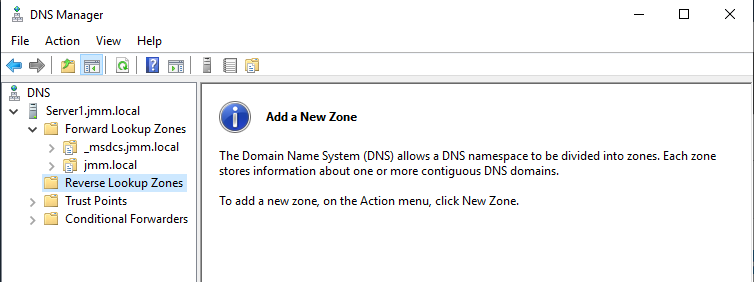 DNS Manager
File Action View Help
DNS
Server1.jmm.local
Forward Lookup Zones
_msdcs.jmm.local
jmm.local
Reverse Lookup Zones
Trust Points
Conditional Forwarders
Add a New Zone
The Domain Name System (DNS) allows a DNS namespace to be divided into zones. Each zone
stores information about one or more contiguous DNS domains.
To add a new zone, on the Action menu, click New Zone.